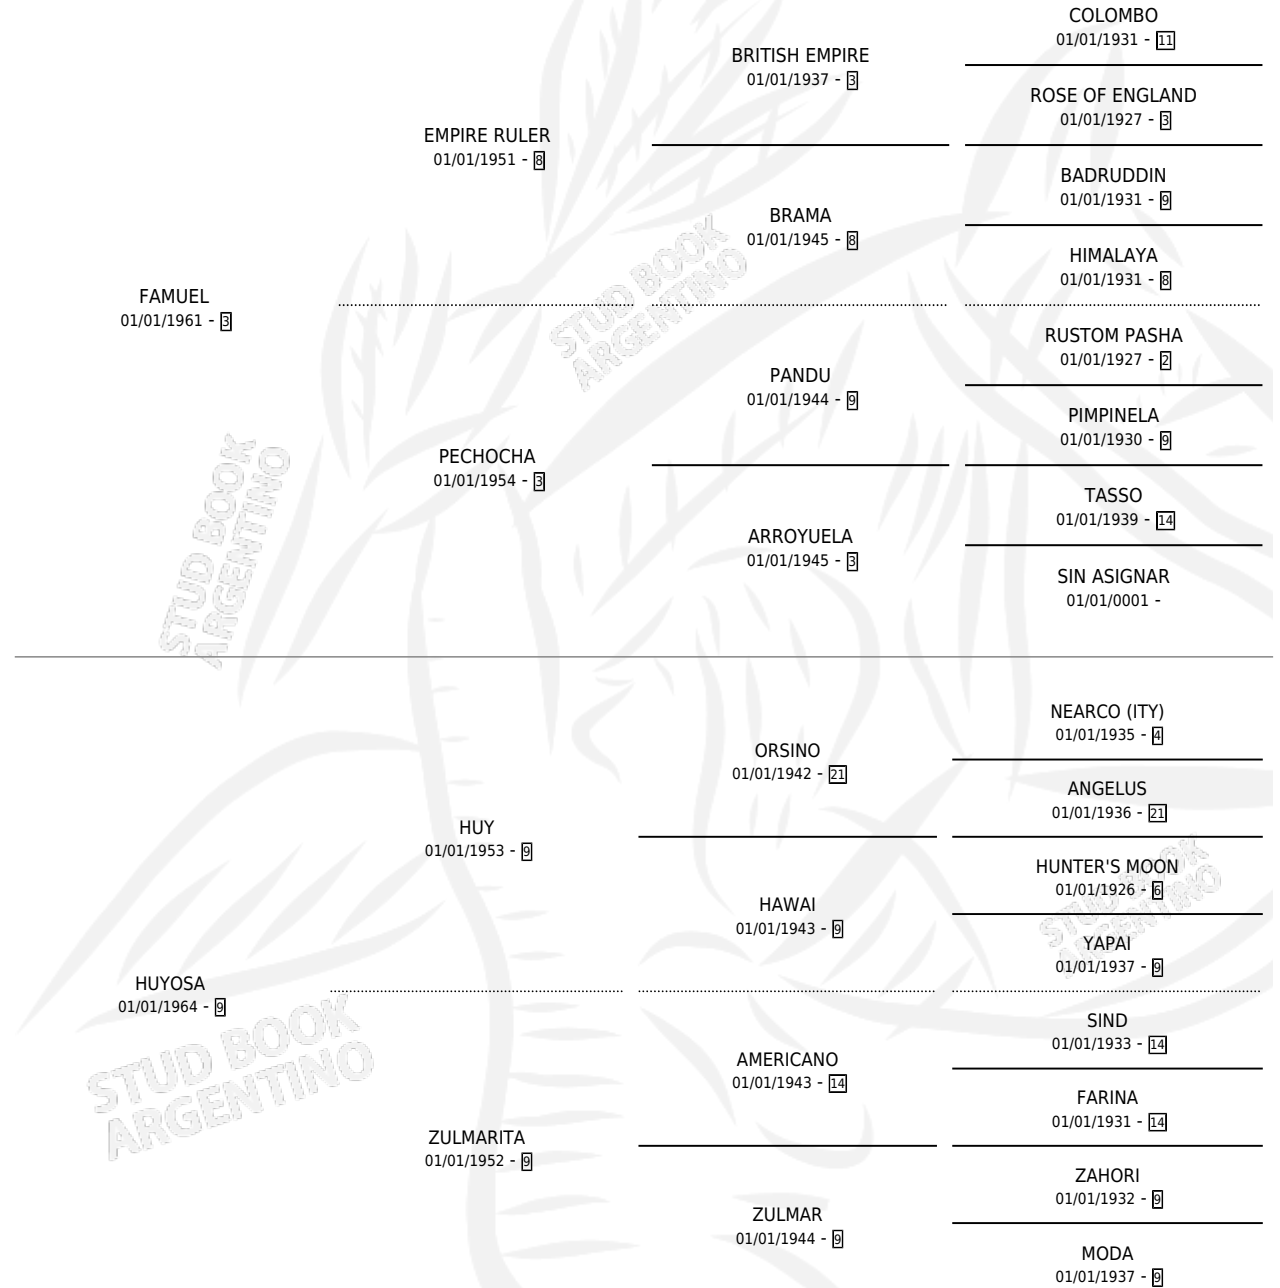 COLOMBO
01/01/1931 - 11
BRITISH EMPIRE
01/01/1937 - 3
ROSE OF ENGLAND
01/01/1927 - 3
EMPIRE RULER
01/01/1951 - 8
BADRUDDIN
01/01/1931 - 9
BRAMA
01/01/1945 - 8
HIMALAYA
01/01/1931 - 8
FAMUEL
01/01/1961 - 3
RUSTOM PASHA
01/01/1927 - 2
PANDU
01/01/1944 - 9
PIMPINELA
01/01/1930 - 9
PECHOCHA
01/01/1954 - 3
TASSO
01/01/1939 - 14
ARROYUELA
01/01/1945 - 3
SIN ASIGNAR
01/01/0001 -
NEARCO (ITY)
01/01/1935 - 4
ORSINO
01/01/1942 - 21
ANGELUS
01/01/1936 - 21
HUY
01/01/1953 - 9
HUNTER'S MOON
01/01/1926 - 6
HAWAI
01/01/1943 - 9
YAPAI
01/01/1937 - 9
HUYOSA
01/01/1964 - 9
SIND
01/01/1933 - 14
AMERICANO
01/01/1943 - 14
FARINA
01/01/1931 - 14
ZULMARITA
01/01/1952 - 9
ZAHORI
01/01/1932 - 9
ZULMAR
01/01/1944 - 9
MODA
01/01/1937 - 9
STUD BOOK
ARGENTINO
STUD BOOK
ARGENTINO
STUD BOOK
ARGENTINO
STUD BOOK
ARGENTINO